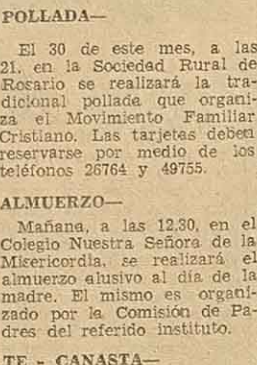 POLLADA—
El 30 de este mes, a las
21, en la Sociedad Rural de
Rosario se realizará la tra-
dicional pollada que organi-
za el Movimiento Familiar
Cristiano. Las tarjetas deben
reservarse por medio de los
teléfonos 26764 y 49755.
ALMUERZO—
Mañana, a las 12,30, en el
Colegio Nuestra Señora de la
Misericordia, se realizará el
almuerzo alusivo al día de la
madre. El mismo es organi-
zado por la Comisión de Pa-
dres del referido instituto.
TE - CANASTA—